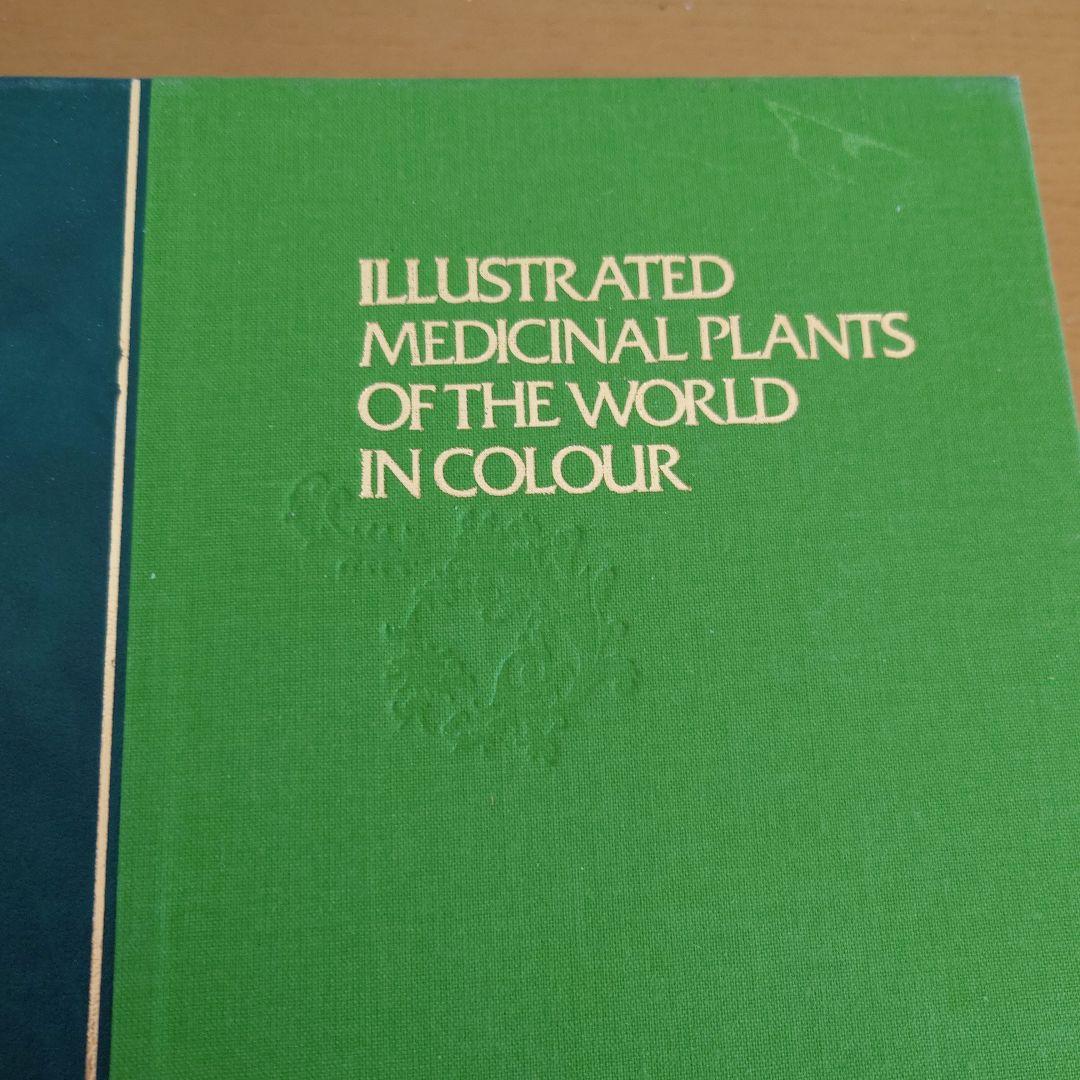 ILLUSTRATED
MEDICINAL PLANTS
OF THE WORLD
IN COLOUR